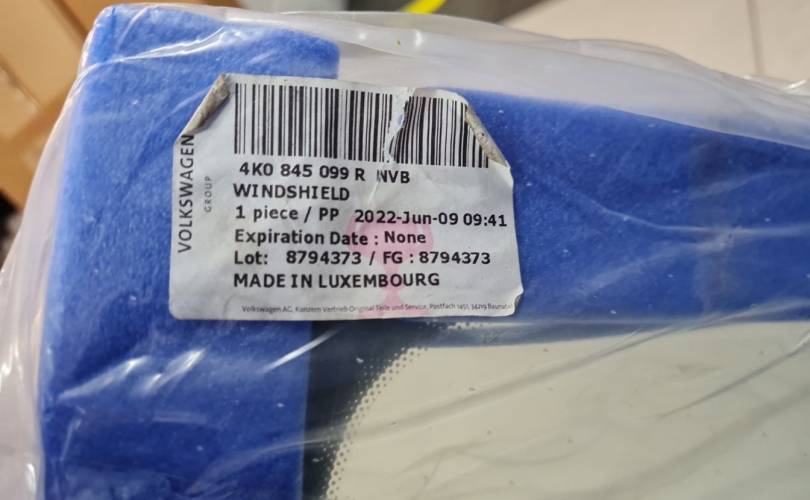 VOLKSWAGEN
GROUP
4K0 845 099 R NVB
WINDSHIELD
1 piece / PP 2022-Jun-09 09:41
Expiration Date : None
Lot: 8794373 / FG : 8794373
MADE IN LUXEMBOURG
Volkswagen AG, Konzern Vertrieb Original Teile und Service, Postfach 1451, 34219 Baunatal